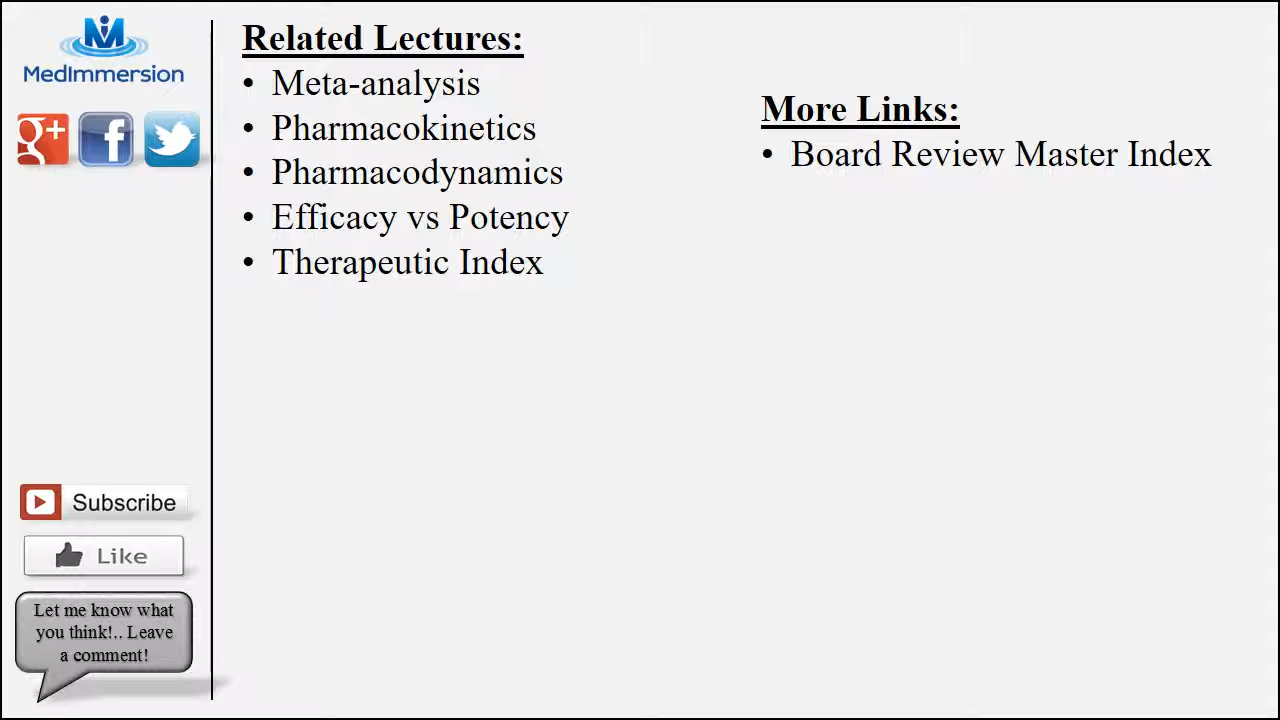 MedImmersion
g+
f
Related Lectures:
• Meta-analysis
• Pharmacokinetics
• Pharmacodynamics
• Efficacy vs Potency
• Therapeutic Index
More Links:
• Board Review Master Index
Subscribe
Like
Let me know what
you think!.. Leave
a comment!